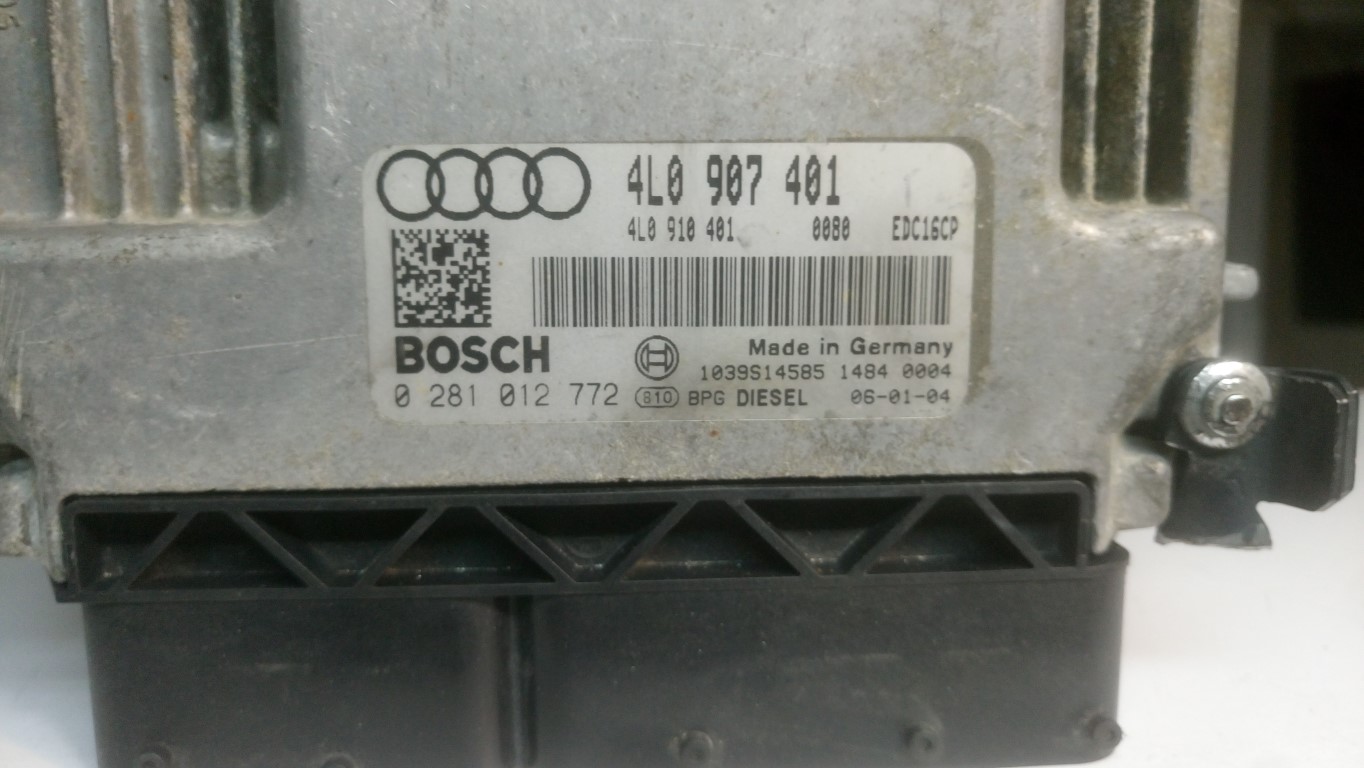 4L0 907 401
4L0 910 401 0080 EDC16CP
BOSCH
Made in Germany
1039S14585 1484 0004
0 281 012 772 810 BPG DIESEL 06-01-04